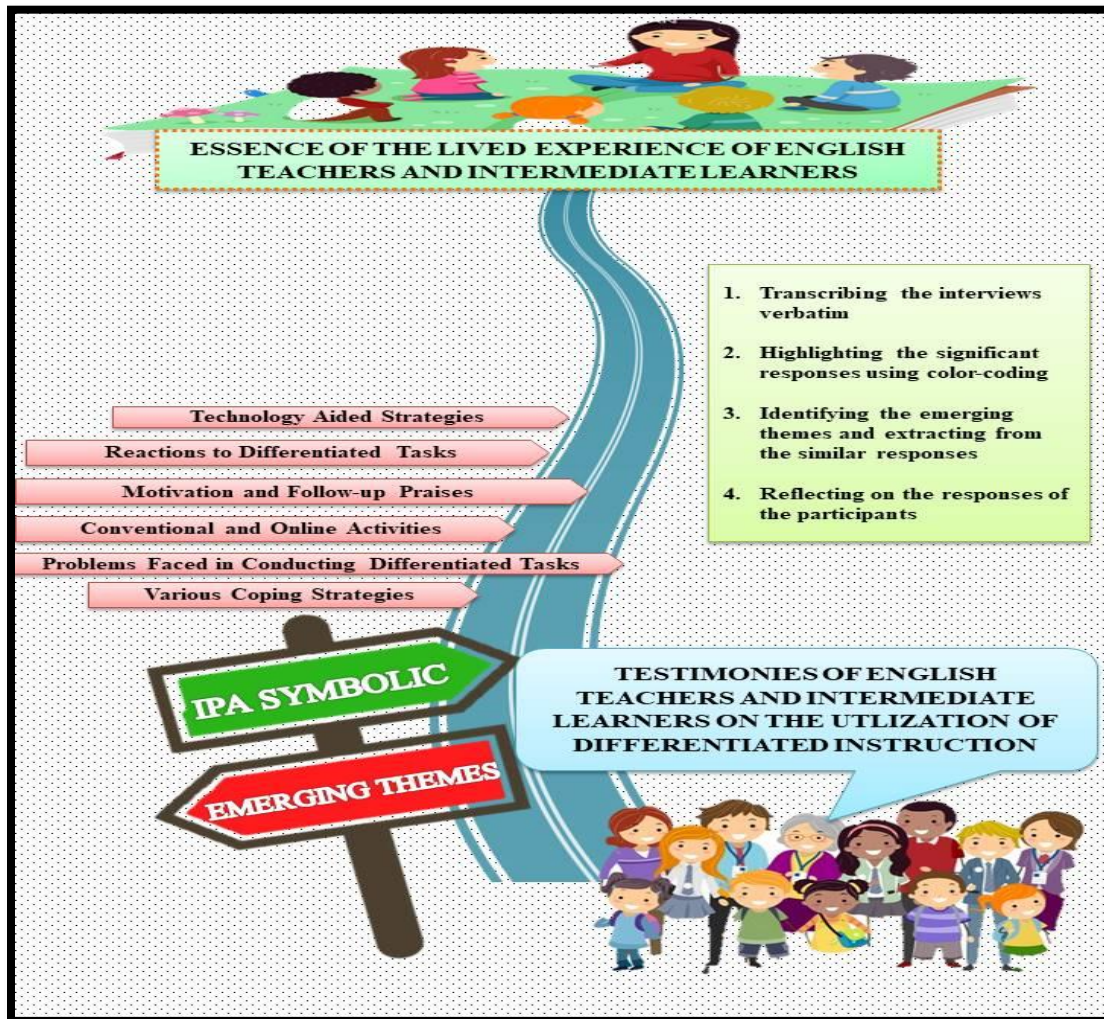 ESSENCE OF THE LIVED EXPERIENCE OF ENGLISH
TEACHERS AND INTERMEDIATE LEARNERS
1. Transcribing the interviews
verbatim
2. Highlighting the significant
responses using color-coding
3. Identifying the emerging
themes and extracting from
the similar responses
4. Reflecting on the responses of
the participants
Technology Aided Strategies
Reactions to Differentiated Tasks
Motivation and Follow-up Praises
Conventional and Online Activities
Problems Faced in Conducting Differentiated Tasks
Various Coping Strategies
IPA SYMBOLIC
EMERGING THEMES
TESTIMONIES OF ENGLISH
TEACHERS AND INTERMEDIATE
LEARNERS ON THE UTLIZATION OF
DIFFERENTIATED INSTRUCTION